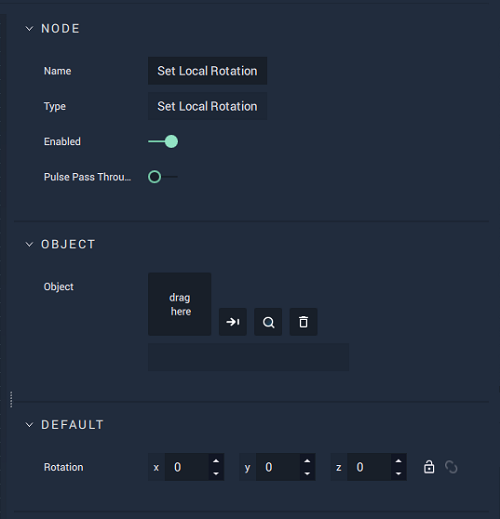 NODE
Name Set Local Rotation
Type Set Local Rotation
Enabled
Pulse Pass Throu...
OBJECT
Object
drag
here
DEFAULT
Rotation x 0 y 0 z 0